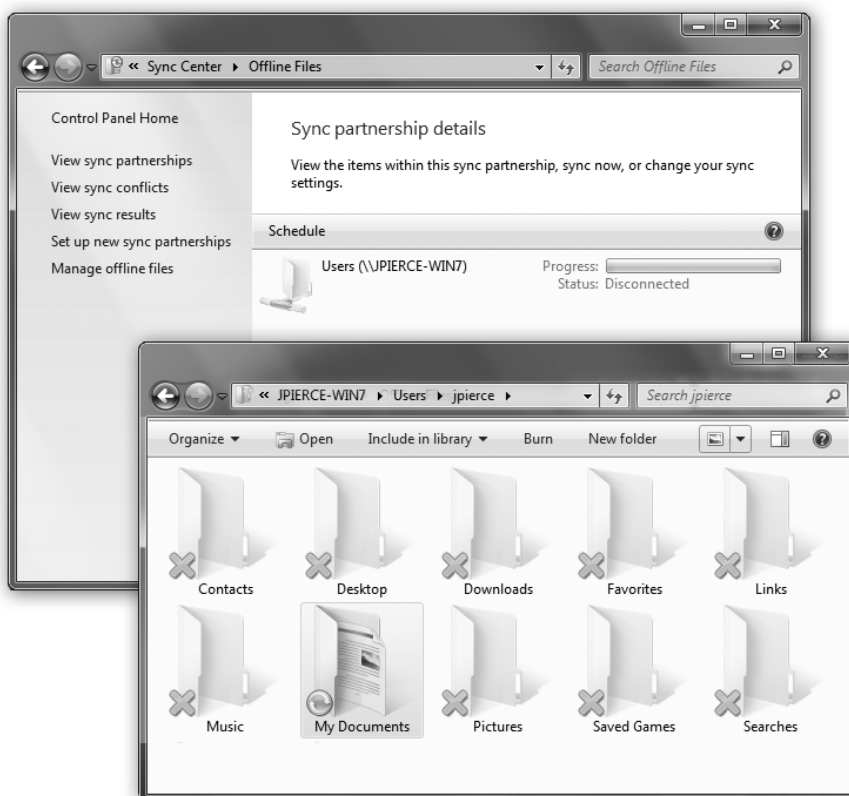 « Sync Center ▸ Offline Files
Search Offline Files
Control Panel Home
View sync partnerships
View sync conflicts
View sync results
Set up new sync partnerships
Manage offline files
Sync partnership details
View the items within this sync partnership, sync now, or change your sync
settings.
Schedule
Users (\\JPIERCE-WIN7)
Progress:
Status: Disconnected
« JPIERCE-WIN7 ▸ Users ▸ jpierce ▸
Search jpierce
Organize ▾ Open Include in library ▾ Burn New folder
Contacts Desktop Downloads Favorites Links
Music My Documents Pictures Saved Games Searches